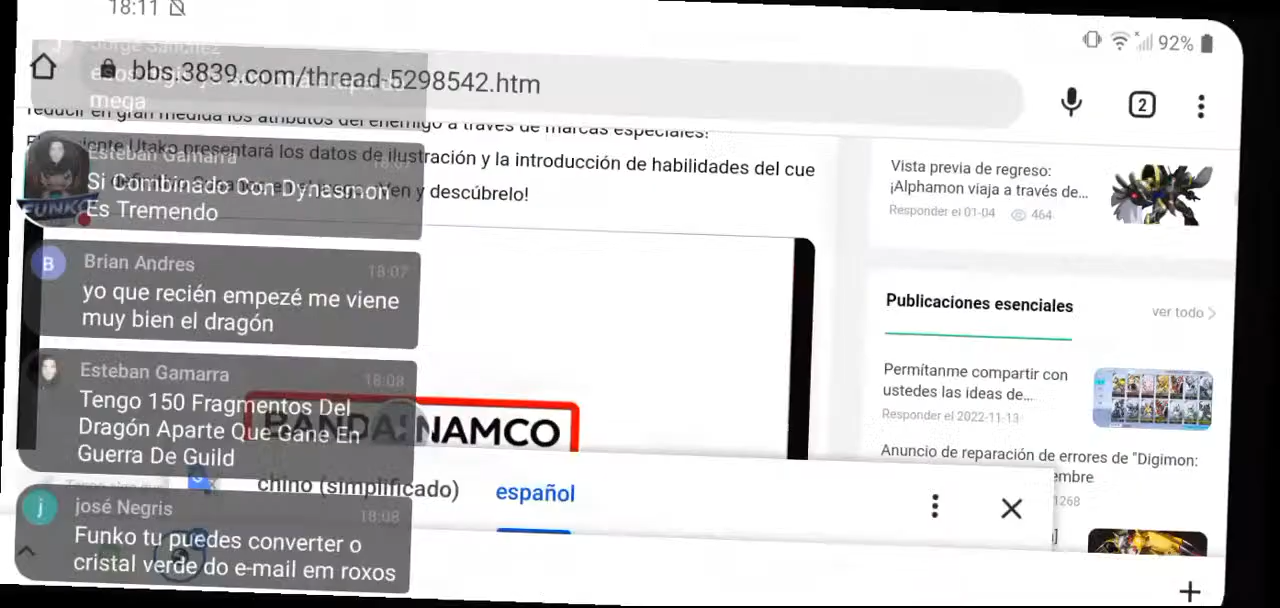 18:11
92%
bbs.3839.com/thread-5298542.htm
2
Jorge Sanchez
mega
reducir en gran medida los atributos del enemigo a través de marcas especiales!
Utako presentará los datos de ilustración y la introducción de habilidades del cue
en y descúbrelo!
Esteban Gamarra
Si Combinado Con Dynasmon
Es Tremendo
FUNKO
B
Brian Andres
18:07
yo que recién empezé me viene
muy bien el dragón
Esteban Gamarra
18:08
Tengo 150 Fragmentos Del
Dragón Aparte Que Gane En
Guerra De Guild
BANDAI NAMCO
chino (simplificado)
español
j
josé Negris
18:08
Funko tu puedes converter o
cristal verde do e-mail em roxos
Vista previa de regreso:
¡Alphamon viaja a través de...
Responder el 01-04
464
Publicaciones esenciales
ver todo
Permítanme compartir con
ustedes las ideas de...
Responder el 2022-11-13
Anuncio de reparación de errores de "Digimon:
embre
1268